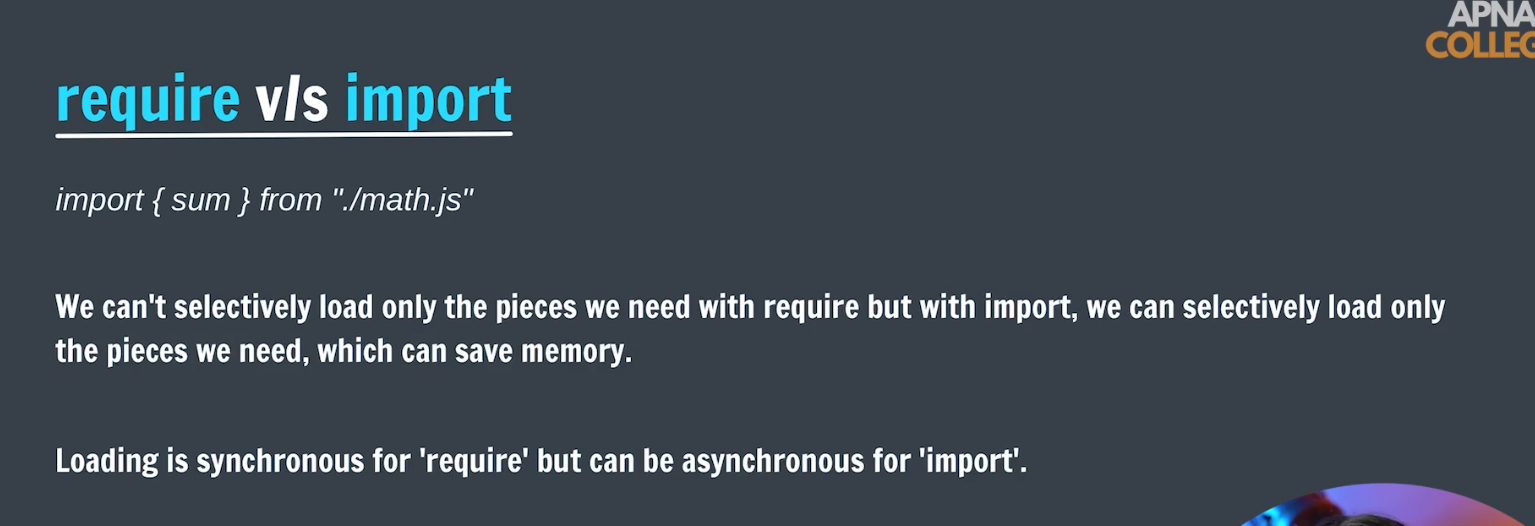 APNA
COLLEG
require v/s import
import { sum } from "./math.js"
We can't selectively load only the pieces we need with require but with import, we can selectively load only
the pieces we need, which can save memory.
Loading is synchronous for 'require' but can be asynchronous for 'import'.